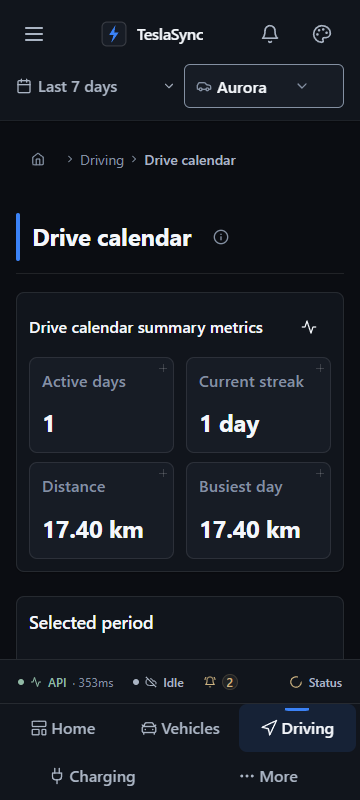 TeslaSync
Last 7 days
Aurora
Driving
Drive calendar
Drive calendar
Drive calendar summary metrics
Active days
1
Current streak
1 day
Distance
17.40 km
Busiest day
17.40 km
Selected period
API · 353ms
Idle
2
Status
Home
Vehicles
Driving
Charging
More